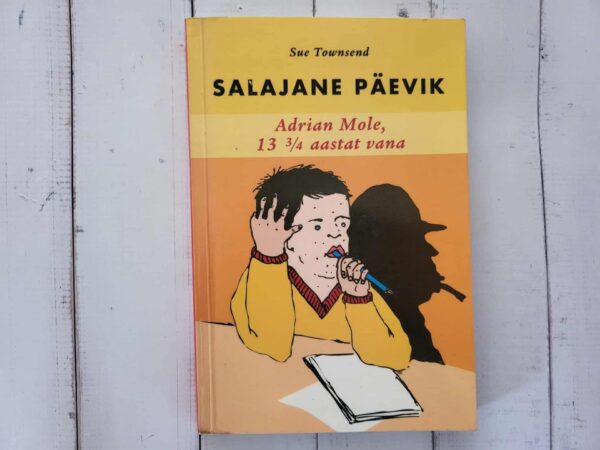 Sue Townsend
SALAJANE PÄEVIK
Adrian Mole,
13 3/4 aastat vana